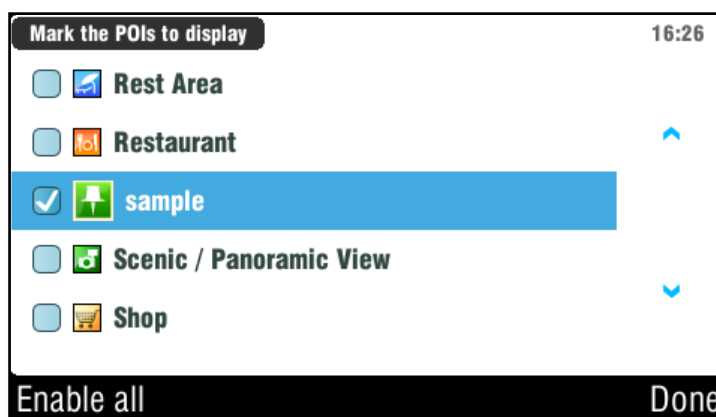 Mark the POIs to display
16:26
Rest Area
Restaurant
sample
Scenic / Panoramic View
Shop
Enable all
Done